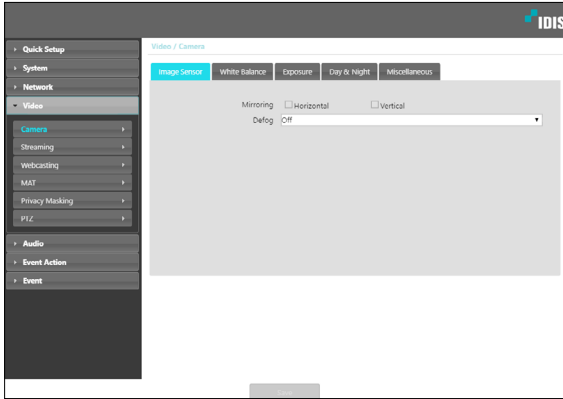 IDIS
Quick Setup
System
Network
Video
Camera
Streaming
Webcasting
MAT
Privacy Masking
PTZ
Audio
Event Action
Event
Video / Camera
Image Sensor White Balance Exposure Day & Night Miscellaneous
Mirroring Horizontal Vertical
Defog Off
Save